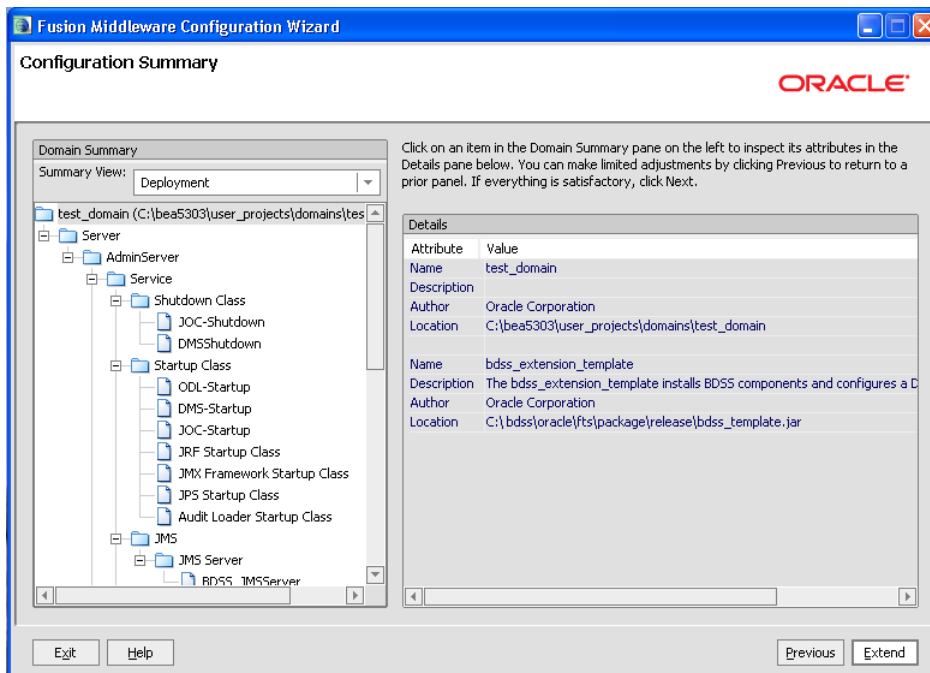 Fusion Middleware Configuration Wizard
Configuration Summary
ORACLE
Domain Summary
Summary View:
Deployment
test_domain (C:\bea5303\user_projects\domains\tes
Server
AdminServer
Service
Shutdown Class
JOC-Shutdown
DMSShutdown
Startup Class
ODL-Startup
DMS-Startup
JOC-Startup
JRF Startup Class
JMX Framework Startup Class
JPS Startup Class
Audit Loader Startup Class
JMS
JMS Server
BDSS_JMSServer
Click on an item in the Domain Summary pane on the left to inspect its attributes in the
Details pane below. You can make limited adjustments by clicking Previous to return to a
prior panel. If everything is satisfactory, click Next.
Details
Attribute Value
Name test_domain
Description
Author Oracle Corporation
Location C:\bea5303\user_projects\domains\test_domain
Name bdss_extension_template
Description The bdss_extension_template installs BDSS components and configures a D
Author Oracle Corporation
Location C:\bdss\oracle\fts\package\release\bdss_template.jar
Exit Help Previous Extend